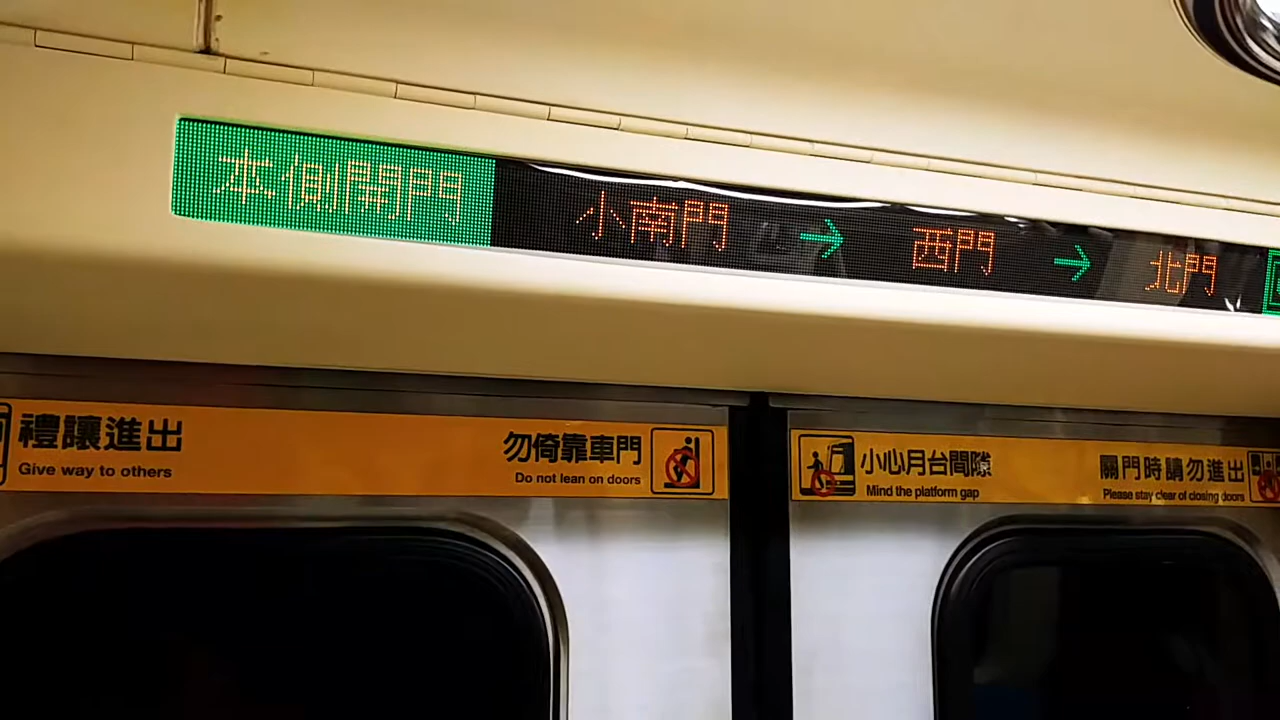 本側開門 小南門 → 西門 → 北門
禮讓進出
Give way to others
勿倚靠車門
Do not lean on doors
小心月台間隙
Mind the platform gap
關門時請勿進出
Please stay clear of closing doors